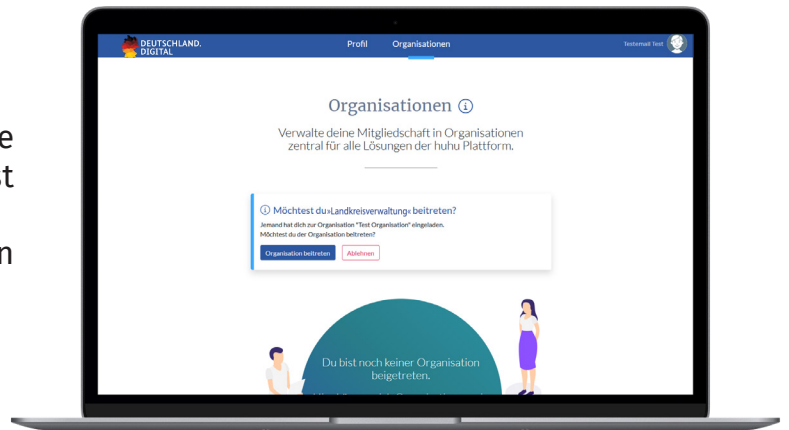 DEUTSCHLAND.
DIGITAL
Profil
Organisationen
Testemail Test
e
st
n
Organisationen
Verwalte deine Mitgliedschaft in Organisationen
zentral für alle Lösungen der huhu Plattform.
Möchtest du »Landkreisverwaltung« beitreten?
Jemand hat dich zur Organisation "Test Organisation" eingeladen.
Möchtest du der Organisation beitreten?
Organisation beitreten
Ablehnen
Du bist noch keiner Organisation
beigetreten.